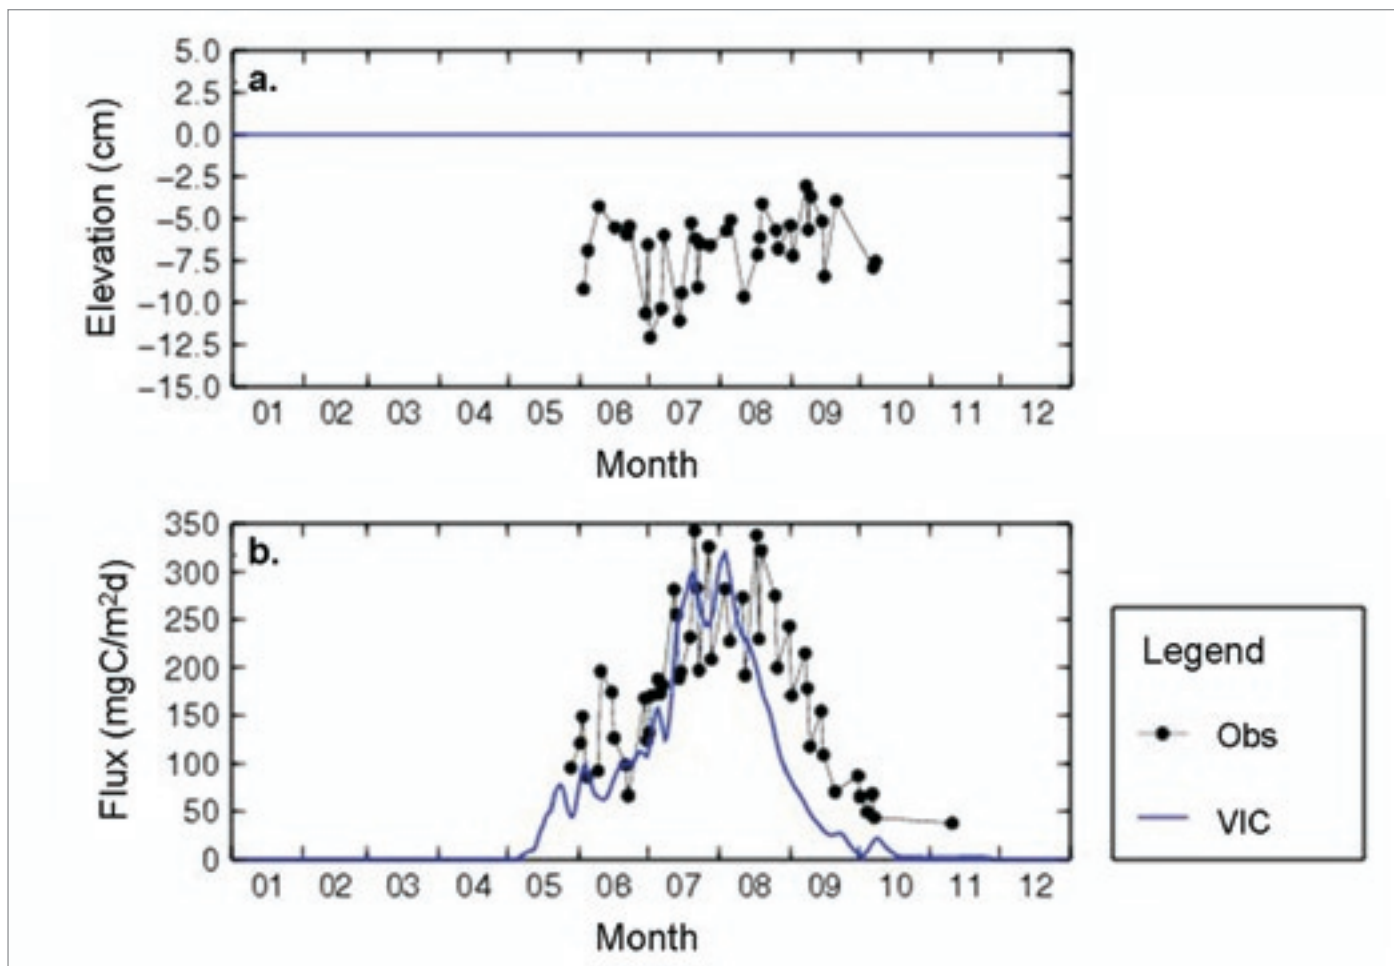 a.
Elevation (cm)
5.0
2.5
0.0
−2.5
−5.0
−7.5
−10.0
−12.5
−15.0
01 02 03 04 05 06 07 08 09 10 11 12
Month
b.
Flux (mgC/m²d)
350
300
250
200
150
100
50
0
01 02 03 04 05 06 07 08 09 10 11 12
Month
Legend
Obs
VIC